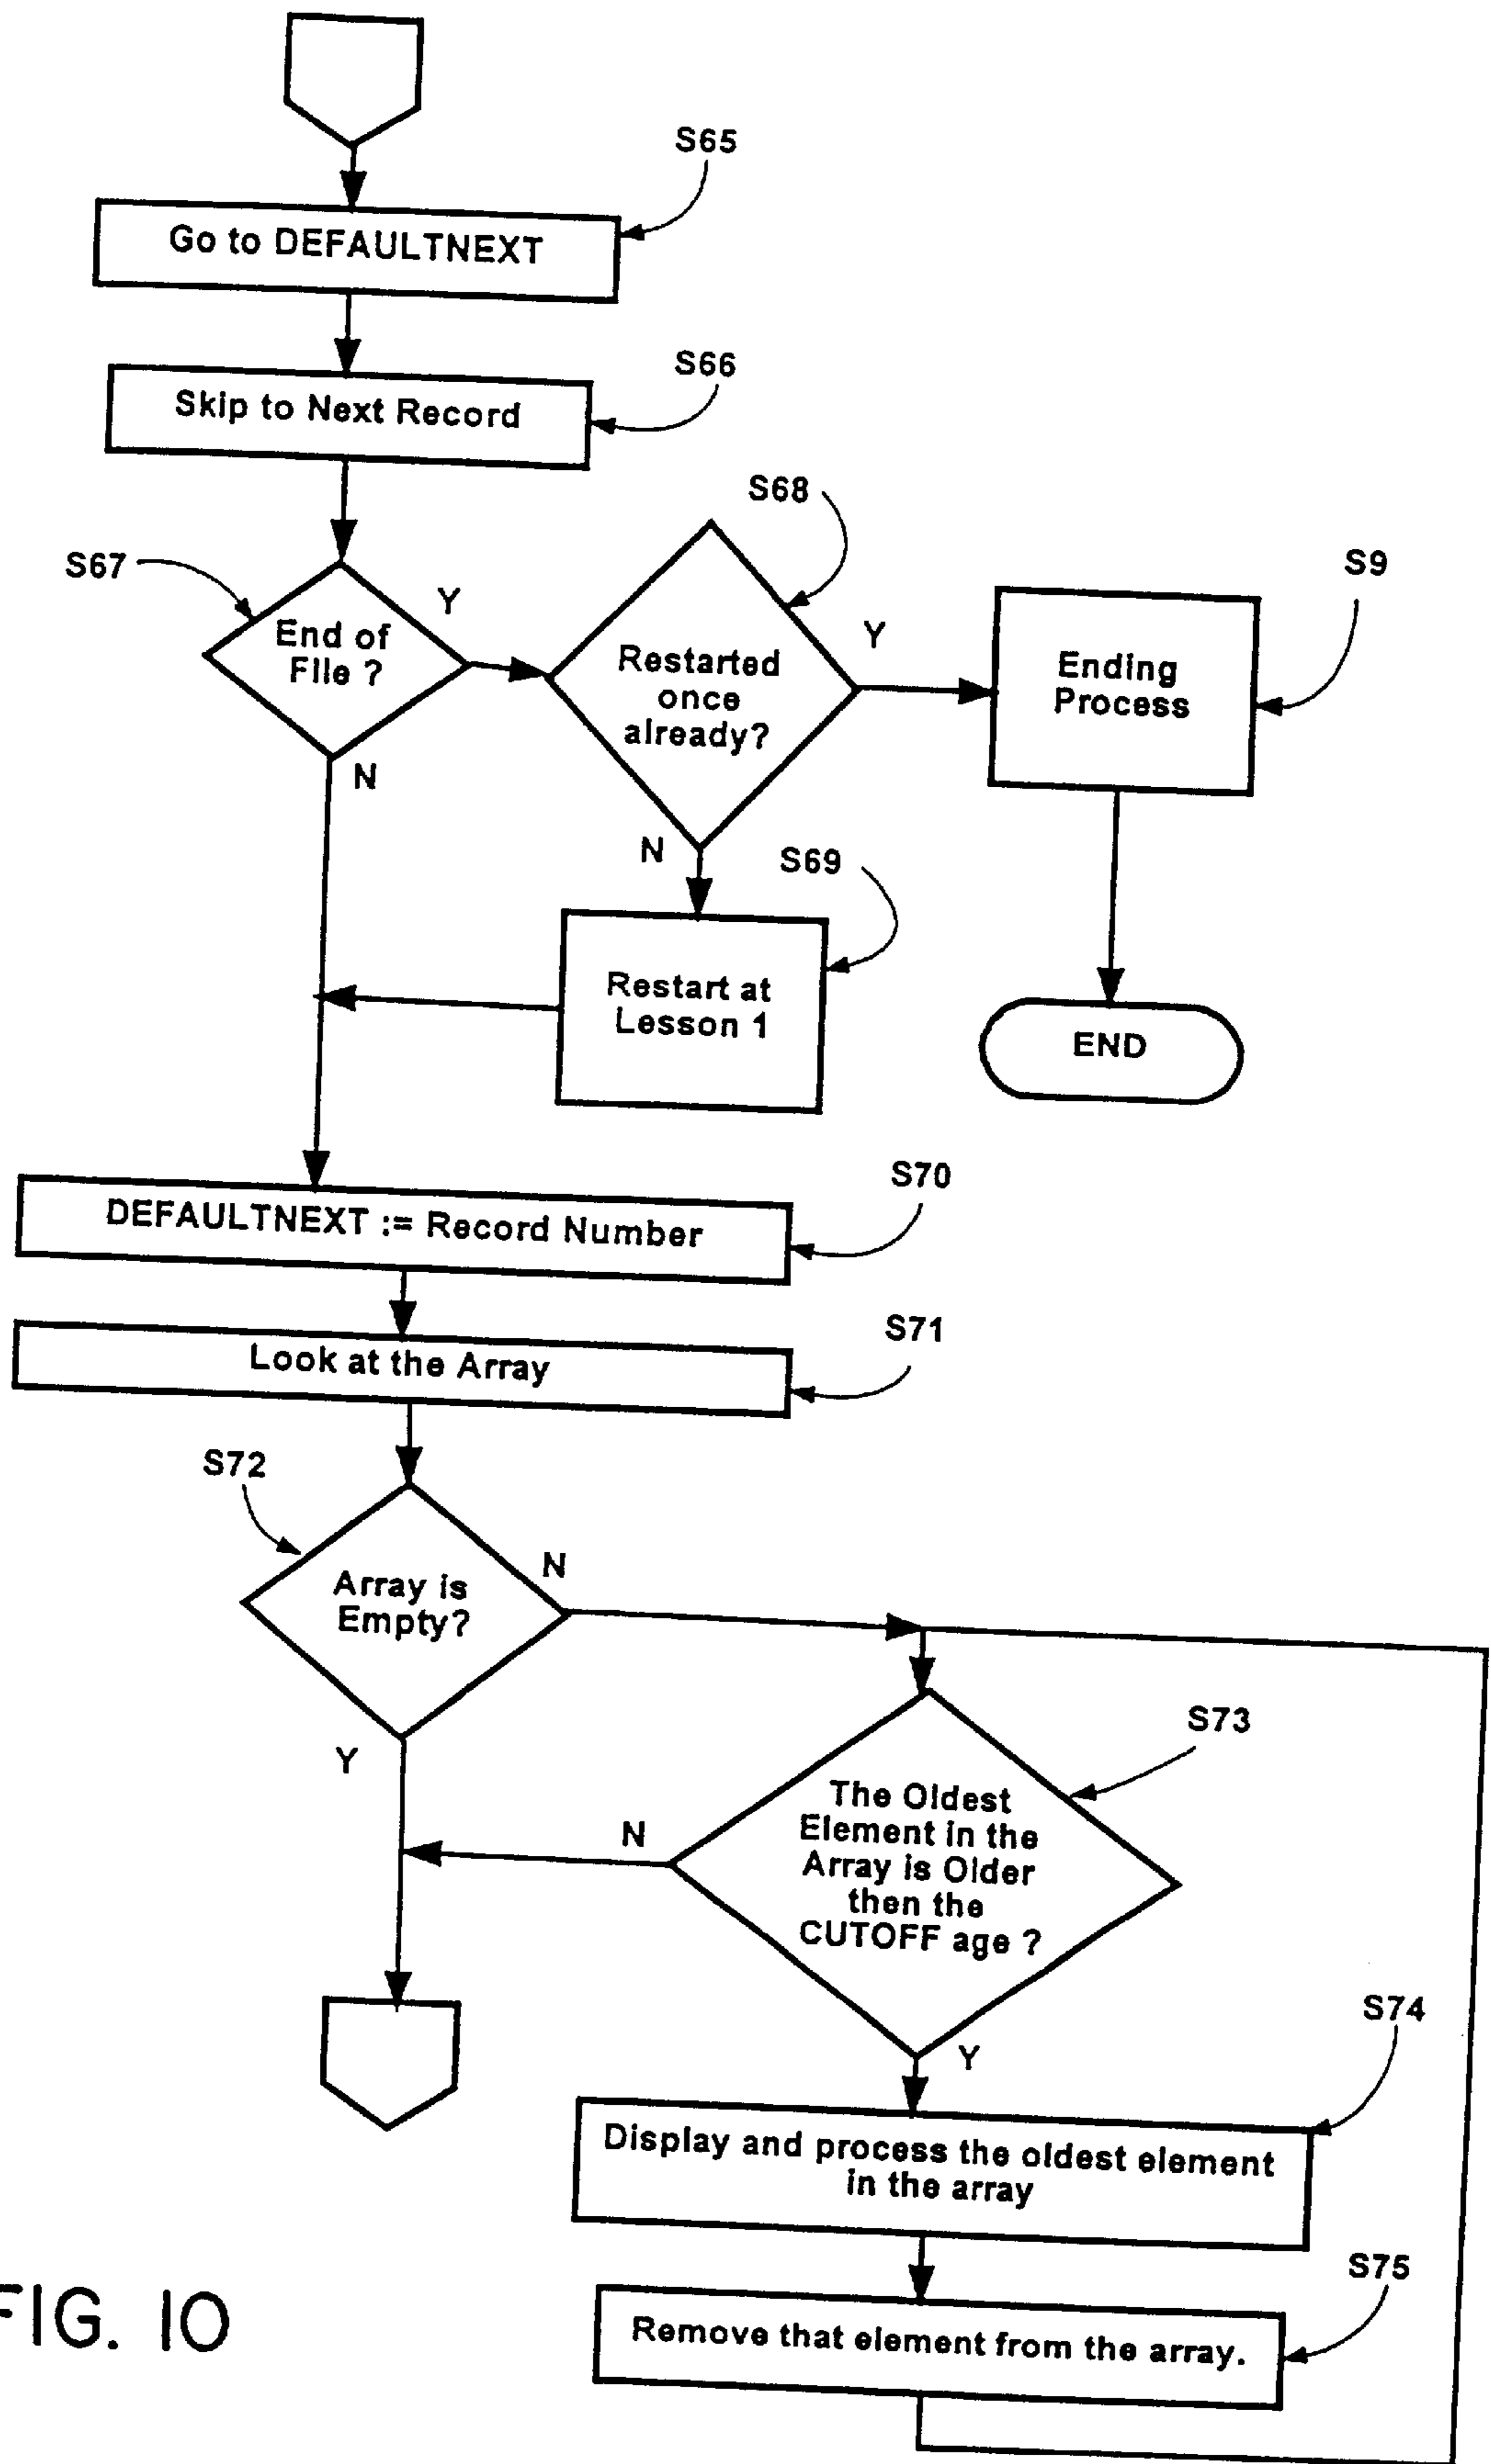 S65
Go to DEFAULTNEXT
S66
Skip to Next Record
S67
End of
File ?
Y
N
S68
Restarted
once
already?
Y
N
S9
Ending
Process
S69
Restart at
Lesson 1
END
S70
DEFAULTNEXT := Record Number
S71
Look at the Array
S72
Array is
Empty?
N
Y
S73
The Oldest
Element in the
Array is Older
then the
CUTOFF age ?
N
Y
S74
Display and process the oldest element
in the array
S75
Remove that element from the array.
FIG. 10